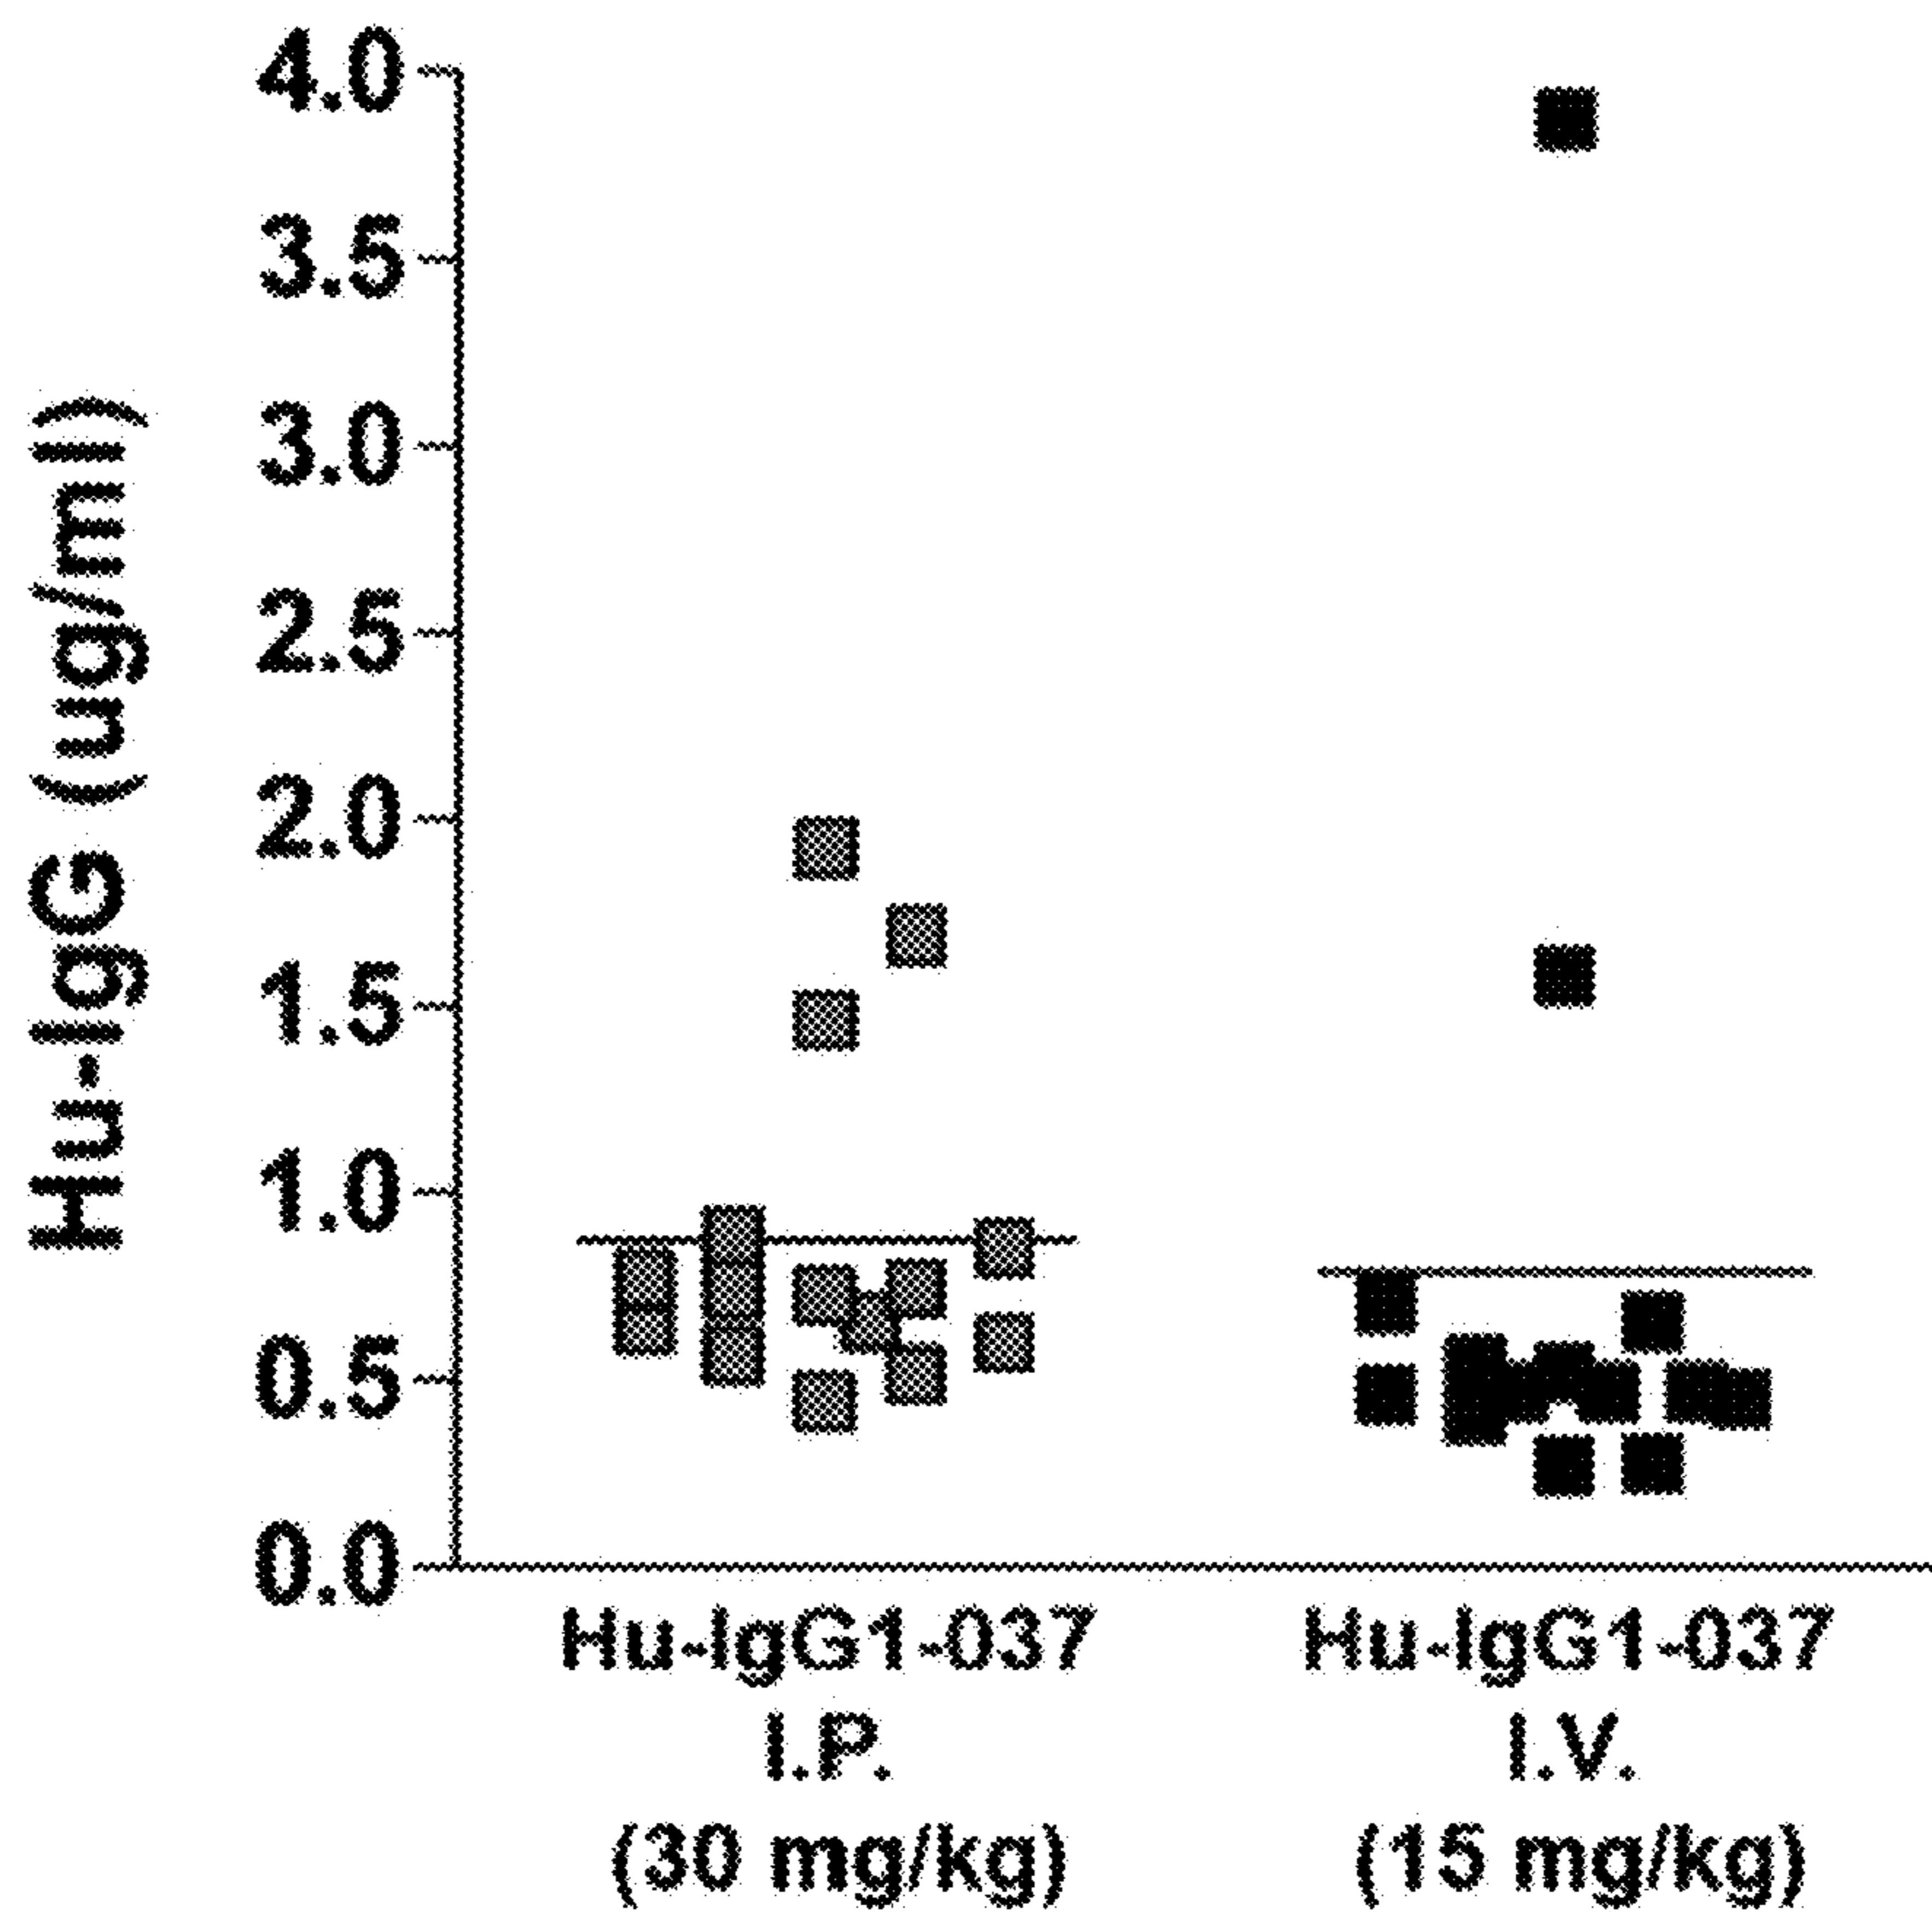 Hu-IgG (ug/ml)
4.0
3.5
3.0
2.5
2.0
1.5
1.0
0.5
0.0
Hu-IgG1-037
I.P.
(30 mg/kg)
Hu-IgG1-037
I.V.
(15 mg/kg)